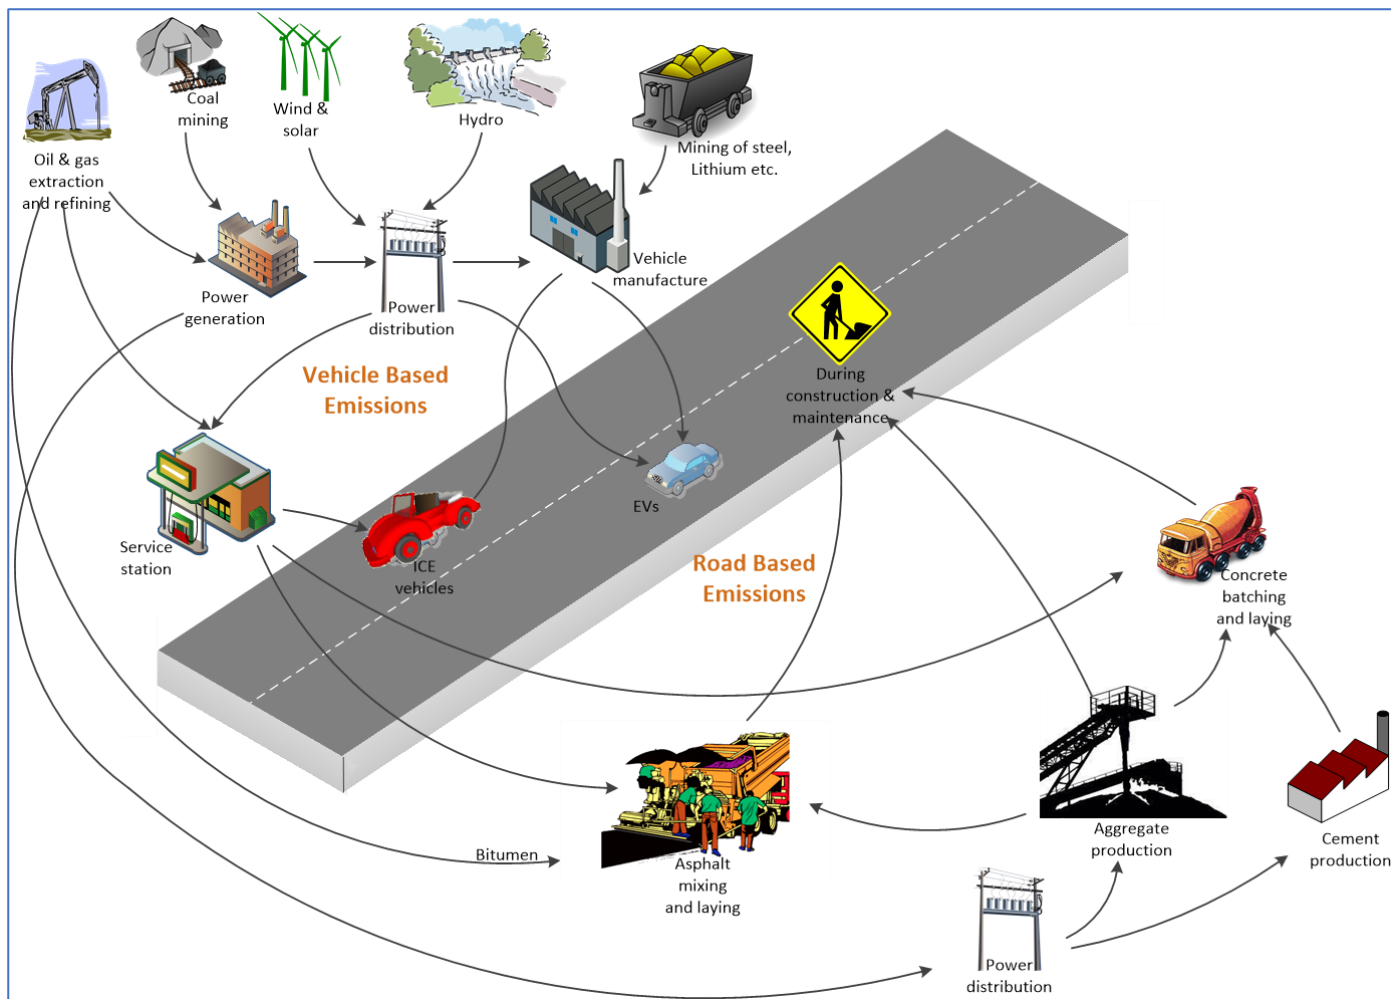 Coal
mining
Wind &
solar
Hydro
Mining of steel,
Lithium etc.
Oil & gas
extraction
and refining
Vehicle
manufacture
Power
generation
Power
distribution
Vehicle Based
Emissions
During
construction &
maintenance
EVs
Service
station
ICE
vehicles
Road Based
Emissions
Concrete
batching
and laying
Aggregate
production
Cement
production
Bitumen
Asphalt
mixing
and laying
Power
distribution